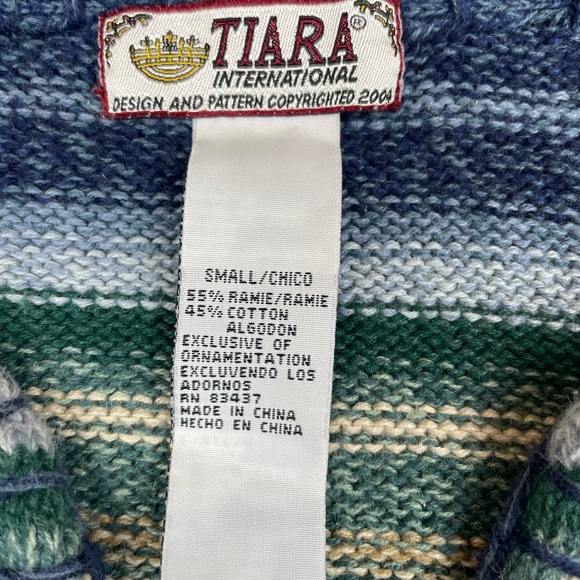 TIARA®
INTERNATIONAL
DESIGN AND PATTERN COPYRIGHTED 2004
SMALL/CHICO
55% RAMIE/RAMIE
45% COTTON
ALGODON
EXCLUSIVE OF
ORNAMENTATION
EXCLUVENDO LOS
ADORNOS
RN 83437
MADE IN CHINA
HECHO EN CHINA